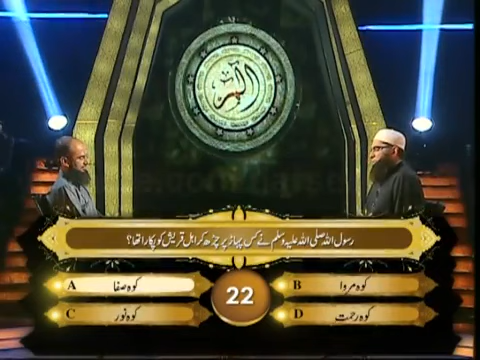 رسول اللہ صلی اللہ علیہ وسلم نے کس پہاڑ پر چڑھ کر اہل قریش کو پکارا تھا؟
A کوہ صفا
B کوہ مروا
22
C کوہ نور
D کوہ رحمت